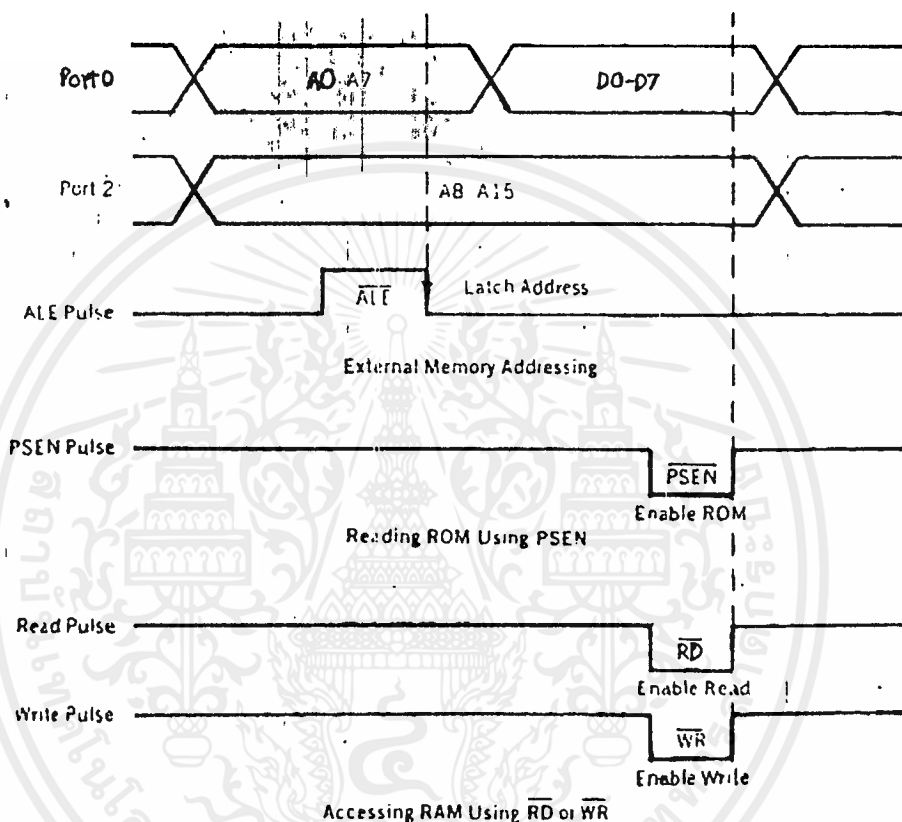 Port 0
A0 A7
D0-D7
Port 2
A8 A15
ALE Pulse
ALE
Latch Address
External Memory Addressing
PSEN Pulse
PSEN
Enable ROM
Reading ROM Using PSEN
Read Pulse
RD
Enable Read
Write Pulse
WR
Enable Write
Accessing RAM Using RD or WR